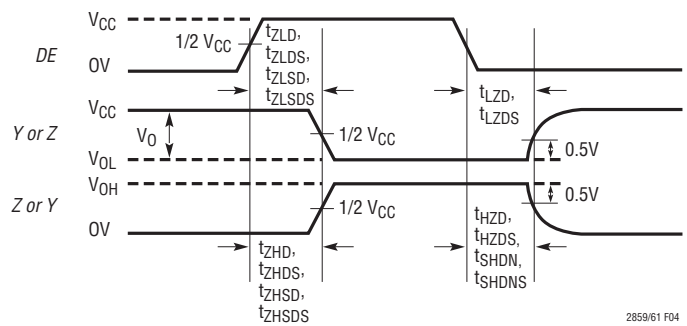 VCC
DE
1/2 VCC
0V
tZLD,
tZLDS,
tZLSD,
tZLSDS
tLZD,
tLZDS
VCC
Y or Z
VO
1/2 VCC
VOL
0.5V
VOH
Z or Y
1/2 VCC
0.5V
0V
tZHD,
tZHDS,
tZHSD,
tZHSDS
tHZD,
tHZDS,
tSHDN,
tSHDNS
2859/61 F04